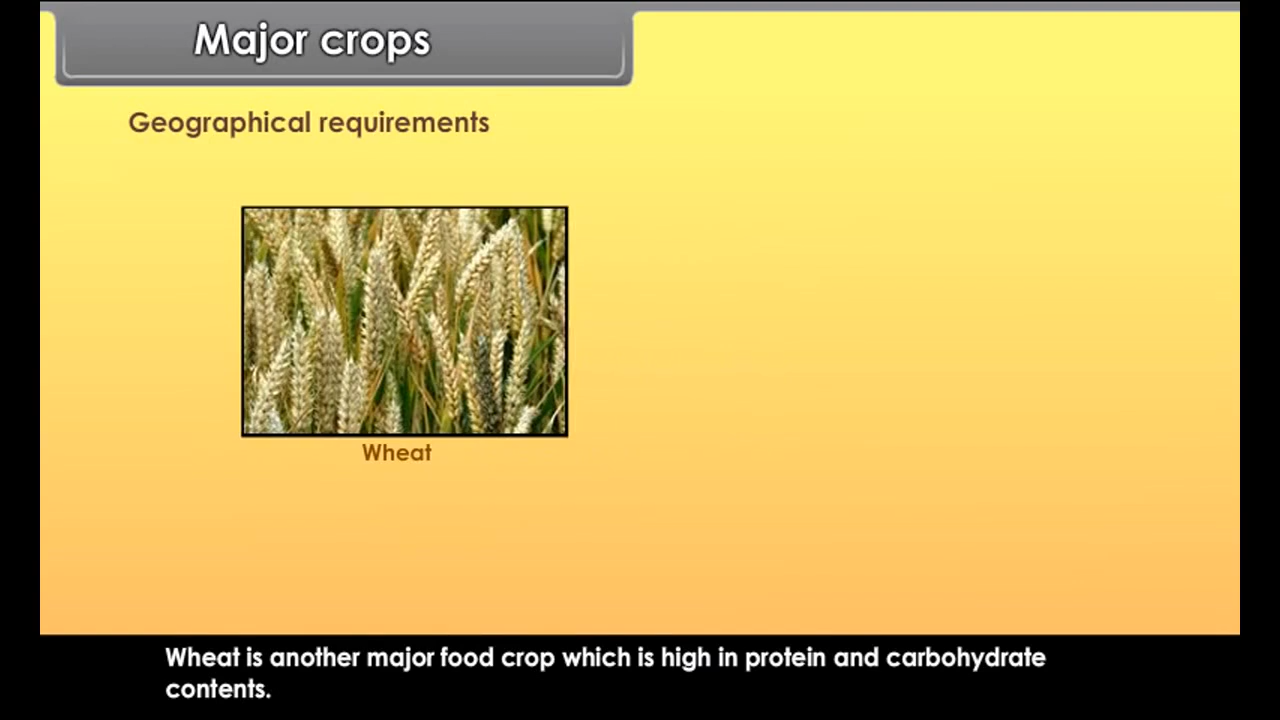 Major crops
Geographical requirements
Wheat
Wheat is another major food crop which is high in protein and carbohydrate
contents.